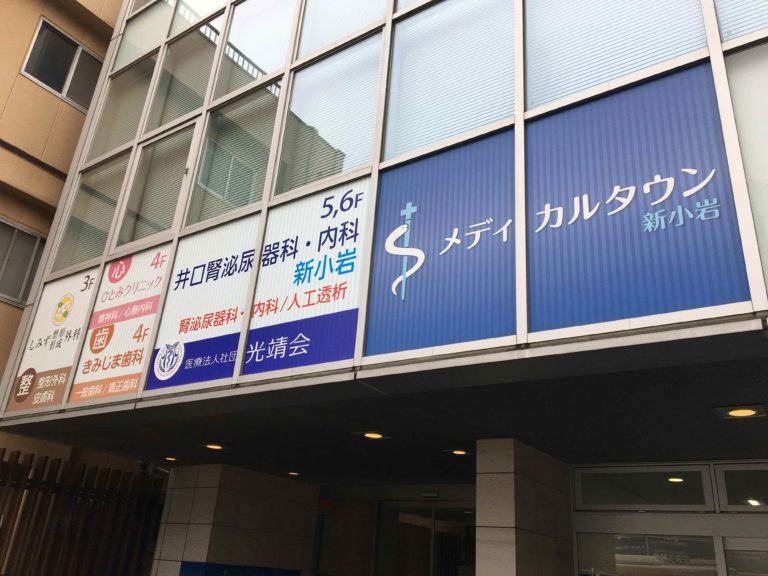 3F
しみず整形形成外科
整
整形外科
皮膚科
心
4F
ひとみクリニック
精神科/心療内科
歯
4F
きみじま歯科
一般歯科/矯正歯科
5,6F
井口腎泌尿器科・内科
新小岩
腎泌尿器科・内科/人工透析
医療法人社団 光靖会
メディカルタウン
新小岩